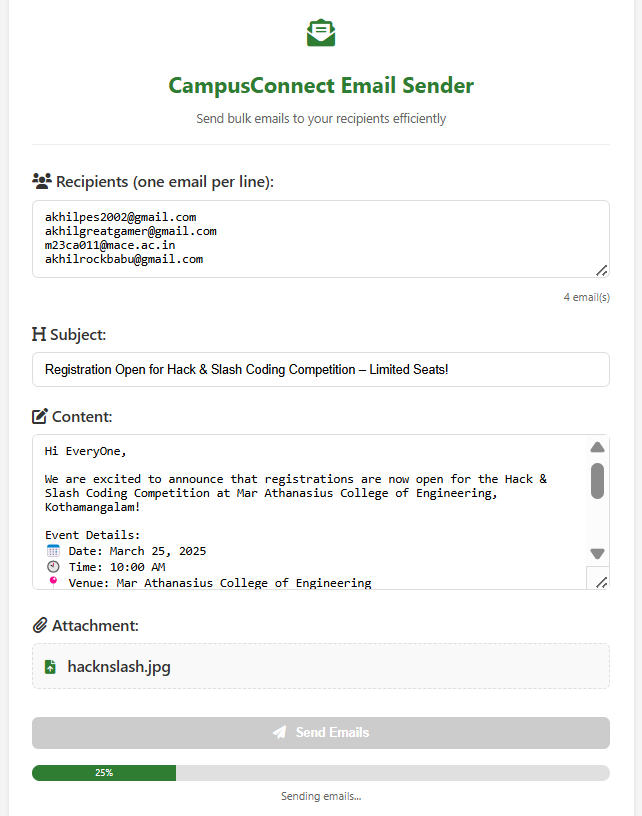 CampusConnect Email Sender
Send bulk emails to your recipients efficiently
Recipients (one email per line):
akhilpes2002@gmail.com
akhilgreatgamer@gmail.com
m23ca011@mace.ac.in
akhilrockbabu@gmail.com
4 email(s)
Subject:
Registration Open for Hack & Slash Coding Competition – Limited Seats!
Content:
Hi EveryOne,
We are excited to announce that registrations are now open for the Hack &
Slash Coding Competition at Mar Athanasius College of Engineering,
Kothamangalam!
Event Details:
📅 Date: March 25, 2025
🕙 Time: 10:00 AM
📍 Venue: Mar Athanasius College of Engineering
Attachment:
hacknslash.jpg
Send Emails
25%
Sending emails...